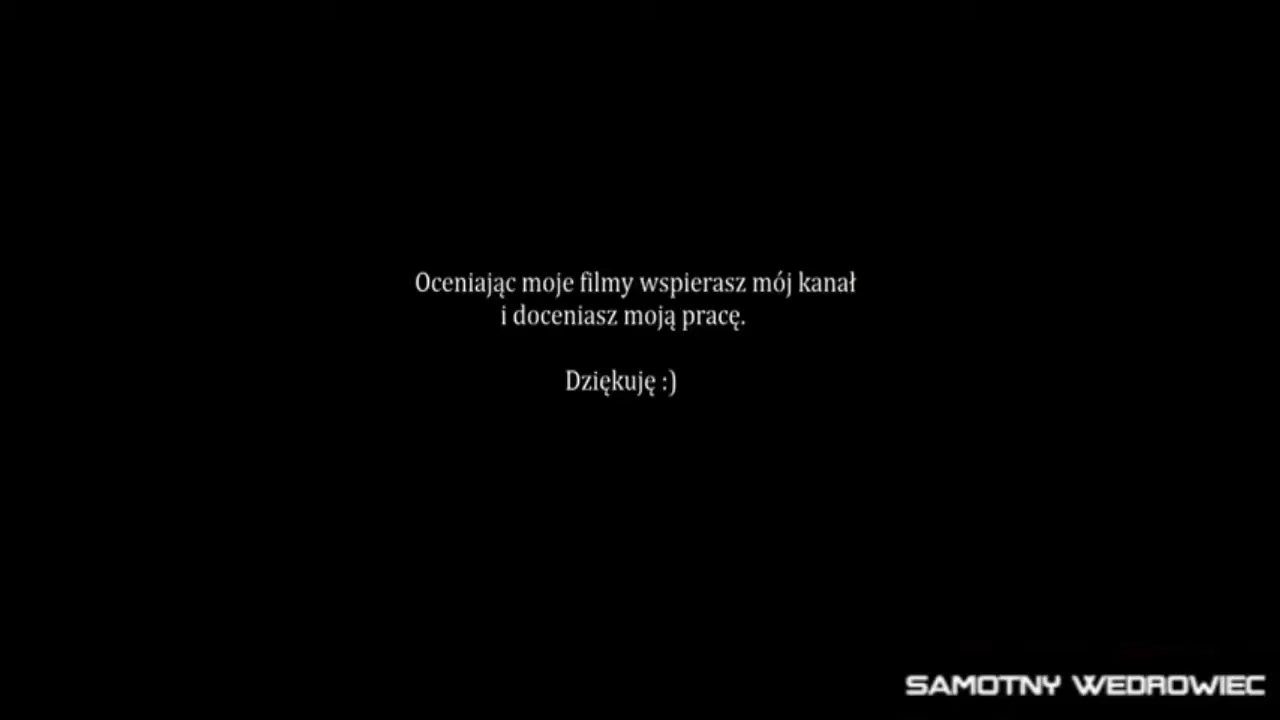 Oceniając moje filmy wspierasz mój kanał
i doceniasz moją pracę.
Dziękuję :)
SAMOTNY WEDROWIEC